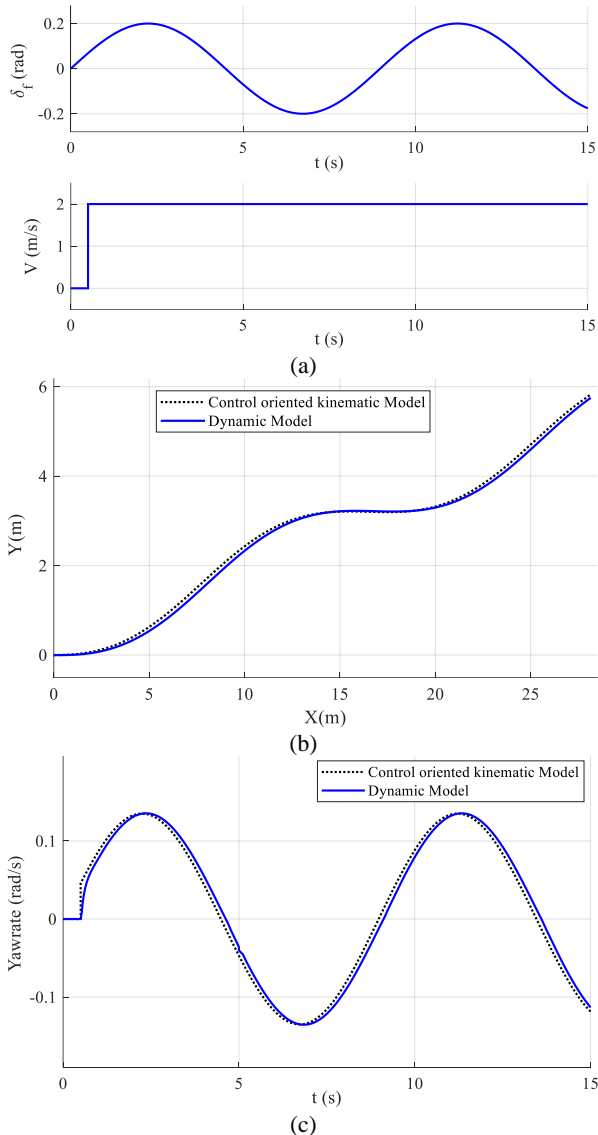 0.2
0
-0.2
δf (rad)
0 5 10 15
t (s)
2
1
0
V (m/s)
0 5 10 15
t (s)
(a)
6
4
2
0
Y(m)
Control oriented kinematic Model
Dynamic Model
0 5 10 15 20 25
X(m)
(b)
0.1
0
-0.1
Yawrate (rad/s)
Control oriented kinematic Model
Dynamic Model
0 5 10 15
t (s)
(c)